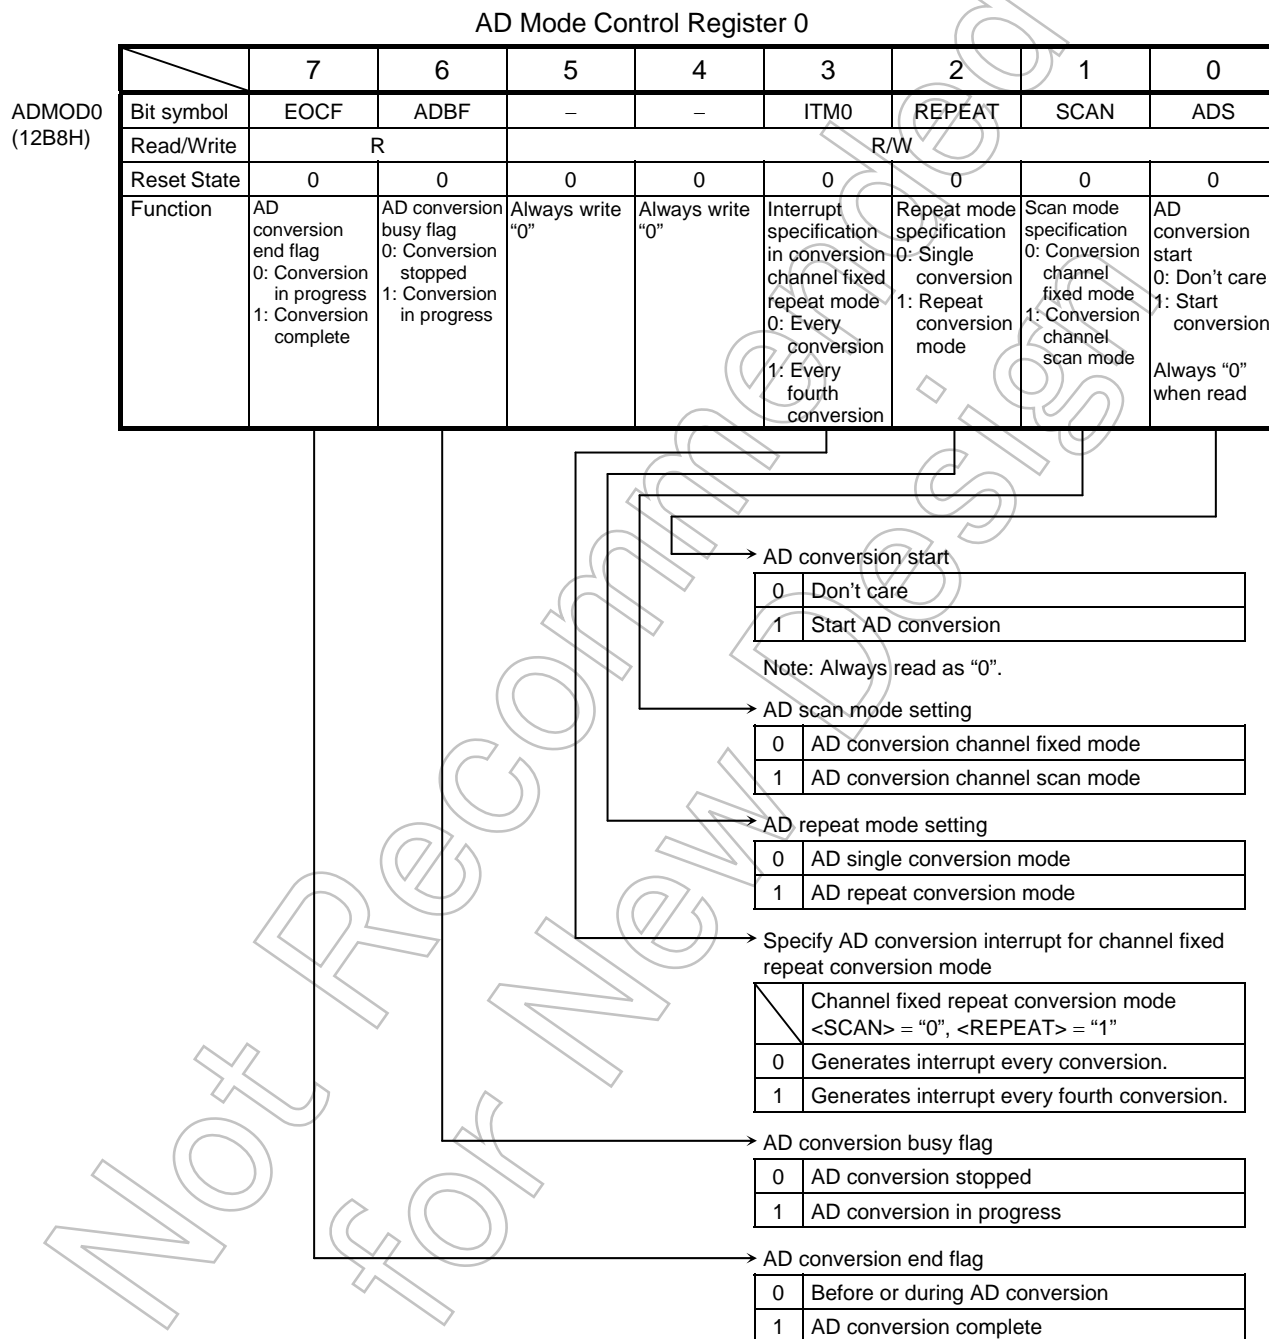 AD Mode Control Register 0
7 6 5 4 3 2 1 0
ADMOD0
(12B8H)
Bit symbol EOCF ADBF − − ITM0 REPEAT SCAN ADS
Read/Write R R/W
Reset State 0 0 0 0 0 0 0 0
Function
AD
conversion
end flag
0: Conversion
in progress
1: Conversion
complete
AD conversion
busy flag
0: Conversion
stopped
1: Conversion
in progress
Always write
“0”
Always write
“0”
Interrupt
specification
in conversion
channel fixed
repeat mode
0: Every
conversion
1: Every
fourth
conversion
Repeat mode
specification
0: Single
conversion
1: Repeat
conversion
mode
Scan mode
specification
0: Conversion
channel
fixed mode
1: Conversion
channel
scan mode
AD
conversion
start
0: Don’t care
1: Start
conversion
Always “0”
when read
AD conversion start
0 Don’t care
1 Start AD conversion
Note: Always read as “0”.
AD scan mode setting
0 AD conversion channel fixed mode
1 AD conversion channel scan mode
AD repeat mode setting
0 AD single conversion mode
1 AD repeat conversion mode
Specify AD conversion interrupt for channel fixed
repeat conversion mode
Channel fixed repeat conversion mode
<SCAN> = “0”, <REPEAT> = “1”
0 Generates interrupt every conversion.
1 Generates interrupt every fourth conversion.
AD conversion busy flag
0 AD conversion stopped
1 AD conversion in progress
AD conversion end flag
0 Before or during AD conversion
1 AD conversion complete
Not Recommended
for New Design